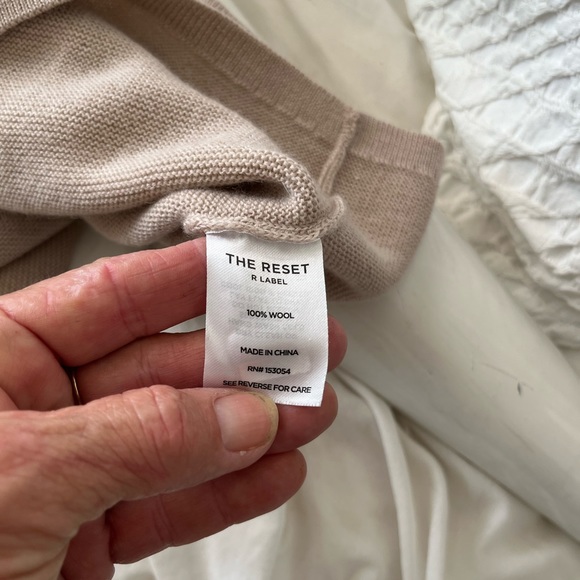 THE RESET
R LABEL
100% WOOL
MADE IN CHINA
RN# 153054
SEE REVERSE FOR CARE